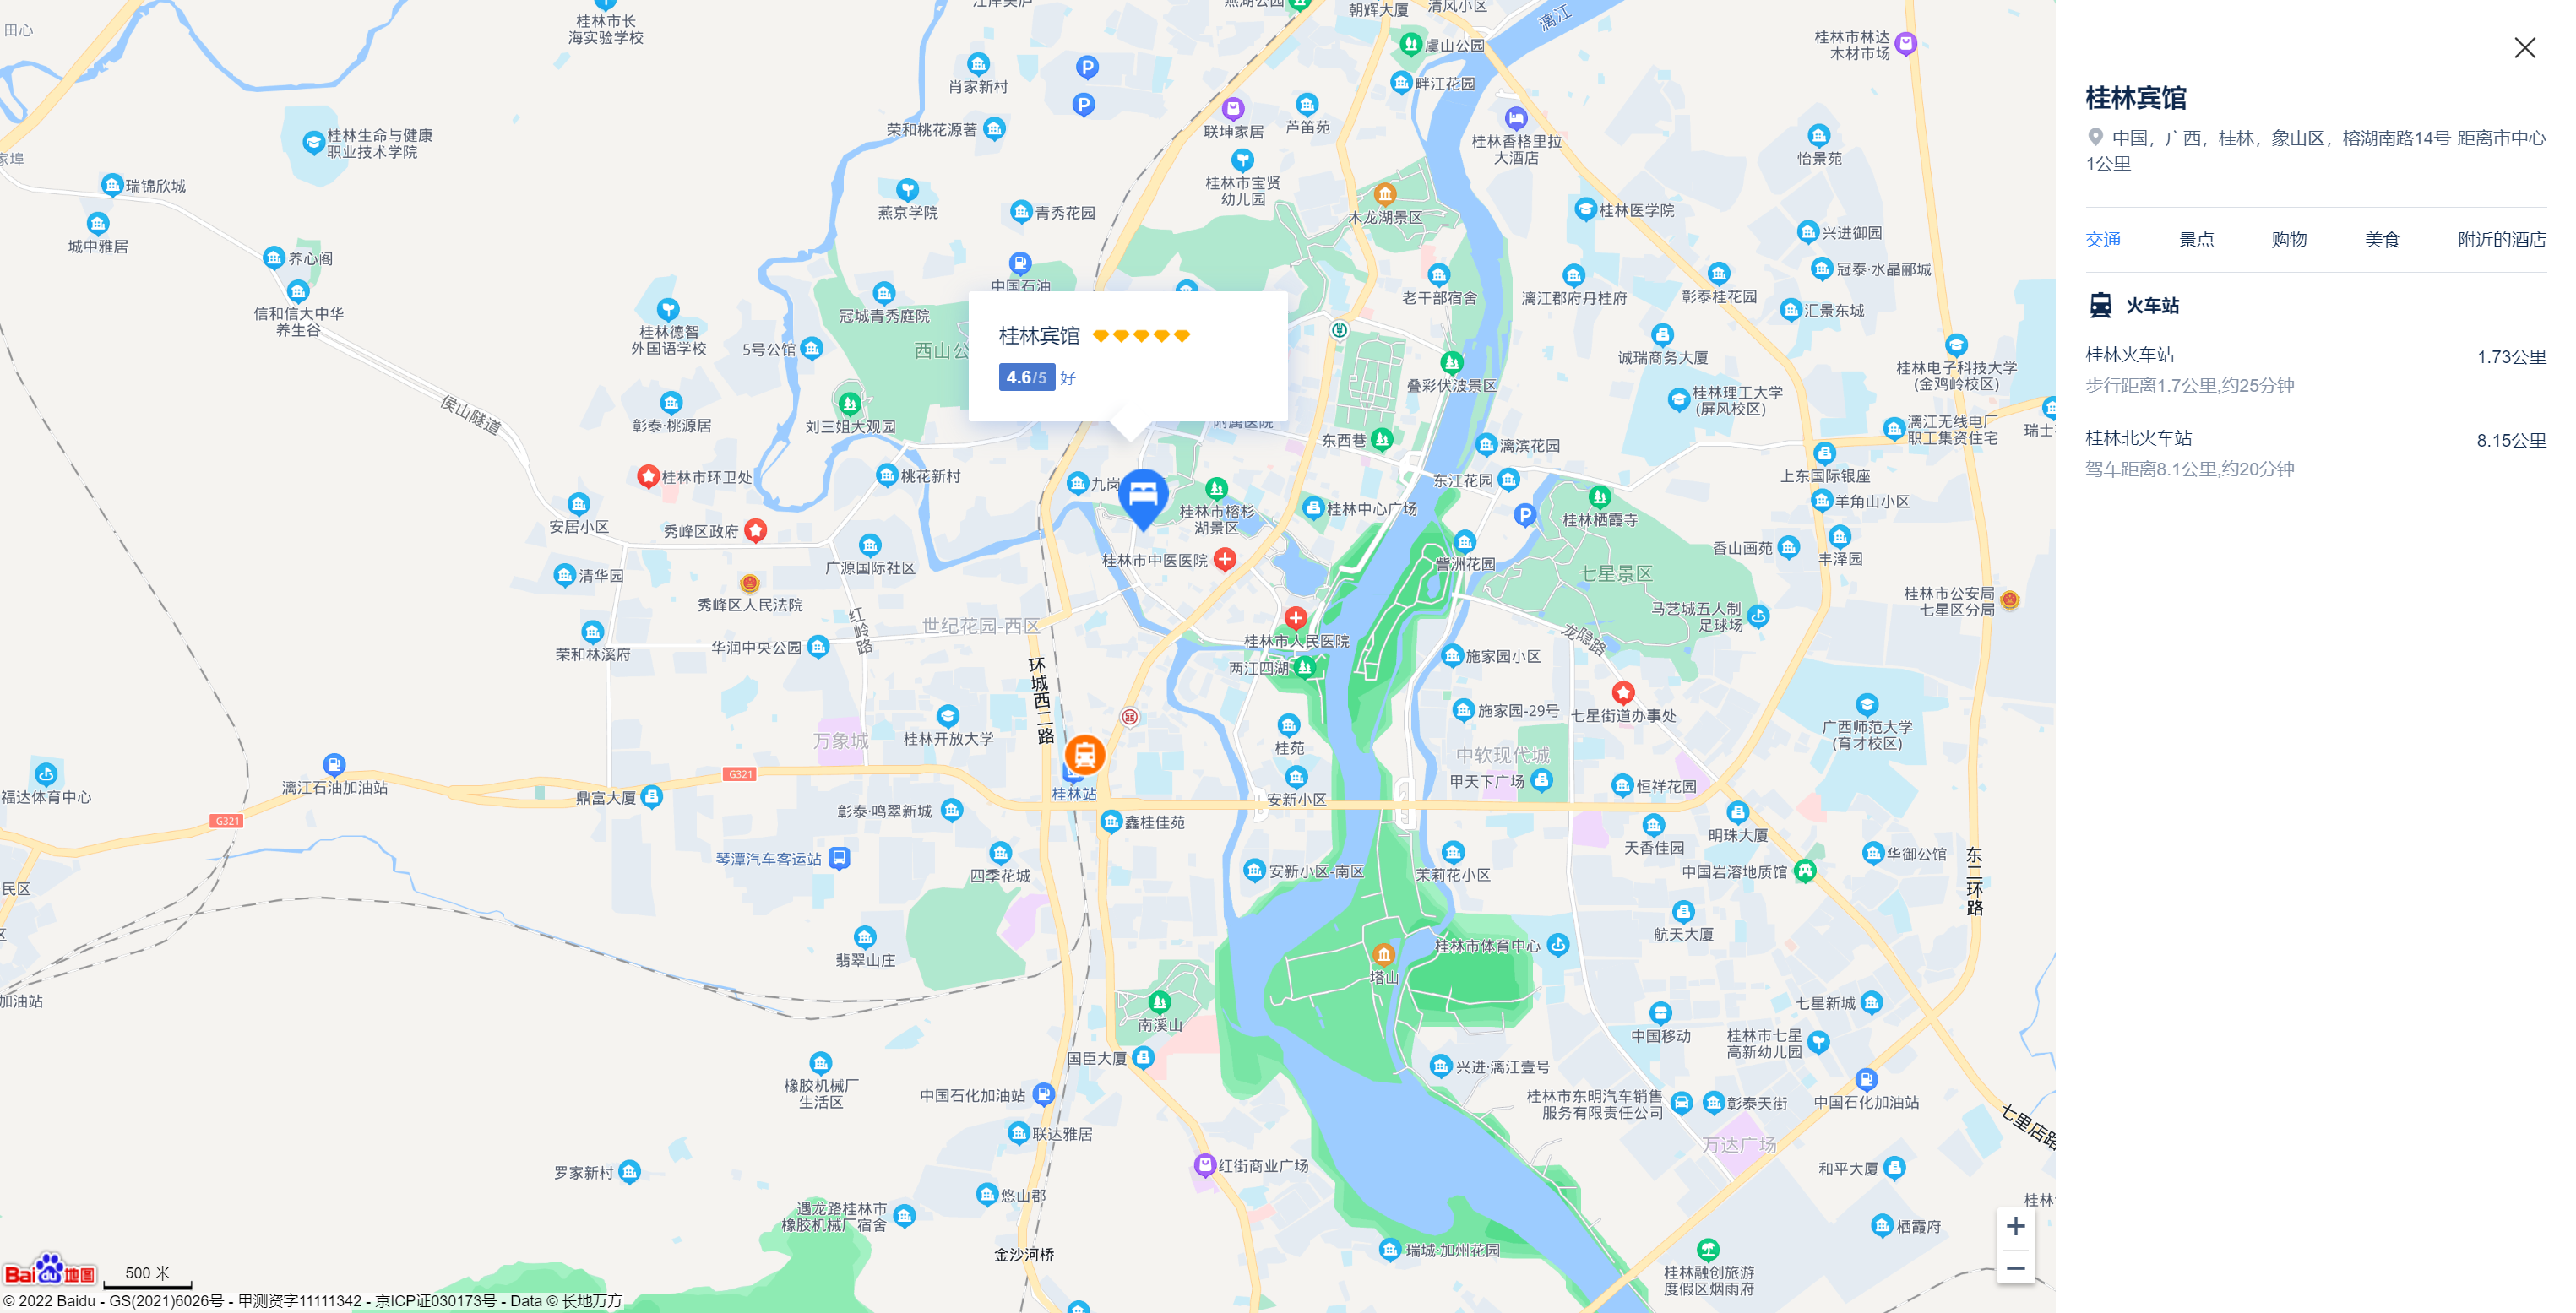 田心
桂林市长
海实验学校
江岸美庐
燕湖公园
朝辉大厦
清风小区
漓江
桂林市林达
木材市场
虞山公园
肖家新村
畔江花园
荣和桃花源著
联坤家居
芦笛苑
桂林香格里拉
大酒店
桂林生命与健康
职业技术学院
怡景苑
家埠
瑞锦欣城
桂林市宝贤
幼儿园
燕京学院
青秀花园
木龙湖景区
桂林医学院
城中雅居
兴进御园
养心阁
中国石油
冠泰·水晶郦城
老干部宿舍
漓江郡府丹桂府
彰泰桂花园
信和信大中华
养生谷
冠城青秀庭院
汇景东城
桂林德智
外国语学校
5号公馆
西山公
桂林宾馆
4.6/5 好
诚瑞商务大厦
桂林电子科技大学
(金鸡岭校区)
叠彩伏波景区
桂林理工大学
(屏风校区)
侯山隧道
彰泰·桃源居
刘三姐大观园
附属医院
东西巷
漓滨花园
漓江无线电厂
职工集资住宅
瑞士
桂林市环卫处
桃花新村
九岗
东江花园
上东国际银座
羊角山小区
安居小区
秀峰区政府
桂林市榕杉
湖景区
桂林中心广场
桂林栖霞寺
香山画苑
丰泽园
广源国际社区
桂林市中医医院
訾洲花园
七星景区
清华园
秀峰区人民法院
红岭路
世纪花园-西区
马艺城五人制
足球场
桂林市公安局
七星区分局
荣和林溪府
华润中央公园
桂林市人民医院
龙隐路
施家园小区
两江四湖
环城西二路
万象城
桂林开放大学
桂苑
施家园-29号
七星街道办事处
广西师范大学
(育才校区)
中软现代城
漓江石油加油站
G321
桂林站
甲天下广场
恒祥花园
福达体育中心
鼎富大厦
安新小区
彰泰·鸣翠新城
G321
鑫桂佳苑
明珠大厦
天香佳园
琴潭汽车客运站
四季花城
安新小区-南区
茉莉花小区
中国岩溶地质馆
华御公馆
东二环路
民区
区
航天大厦
翡翠山庄
桂林市体育中心
塔山
加油站
南溪山
七星新城
中国移动
桂林市七星
高新幼儿园
国臣大厦
橡胶机械厂
生活区
兴进·漓江壹号
中国石化加油站
桂林市东明汽车销售
服务有限责任公司
彰泰天街
中国石化加油站
七里店路
联达雅居
万达广场
罗家新村
红街商业广场
和平大厦
悠山郡
桂林
遇龙路桂林市
橡胶机械厂宿舍
栖霞府
金沙河桥
瑞城·加州花园
桂林融创旅游
度假区烟雨府
Bai du 地图
500 米
© 2022 Baidu - GS(2021)6026号 - 甲测资字11111342 - 京ICP证030173号 - Data © 长地万方
桂林宾馆
中国，广西，桂林，象山区，榕湖南路14号 距离市中心
1公里
交通 景点 购物 美食 附近的酒店
火车站
桂林火车站 1.73公里
步行距离1.7公里,约25分钟
桂林北火车站 8.15公里
驾车距离8.1公里,约20分钟